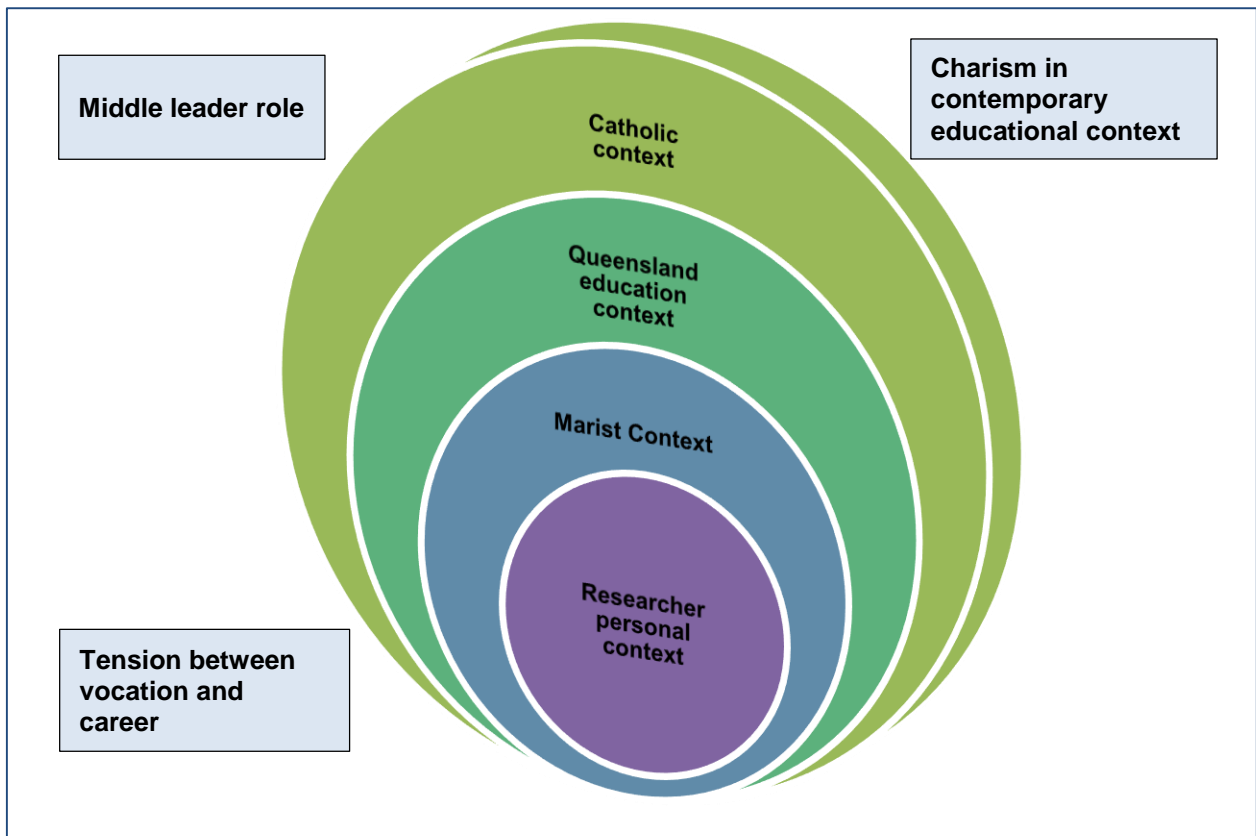 Middle leader role
Charism in
contemporary
educational context
Catholic
context
Queensland
education
context
Marist Context
Researcher
personal
context
Tension between
vocation and
career